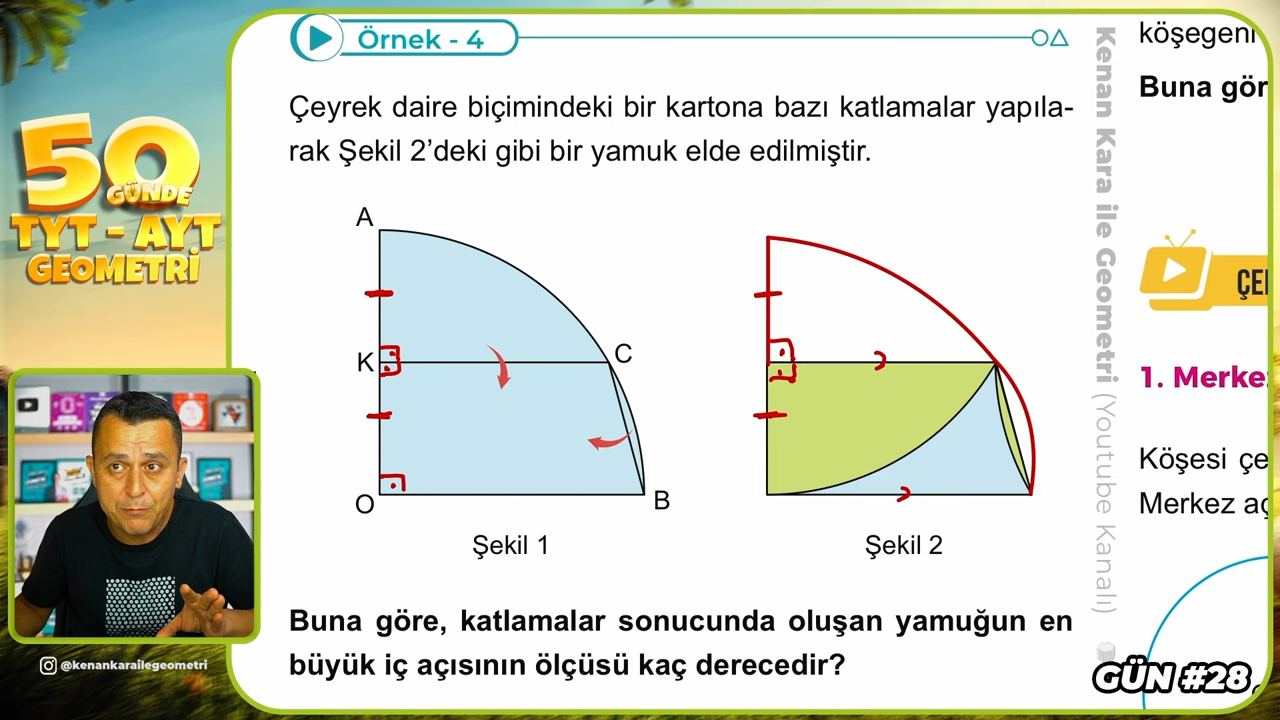 50
GÜNDE
TYT - AYT
GEOMETRİ
@kenankarailegeometri
Örnek - 4
Çeyrek daire biçimindeki bir kartona bazı katlamalar yapıla-
rak Şekil 2’deki gibi bir yamuk elde edilmiştir.
A
K
C
O
B
Şekil 1
Şekil 2
Buna göre, katlamalar sonucunda oluşan yamuğun en
büyük iç açısının ölçüsü kaç derecedir?
Kenan Kara ile Geometri (Youtube Kanalı)
köşegeni
Buna gör
ÇE
1. Merke
Köşesi çe
Merkez aç
GÜN #28